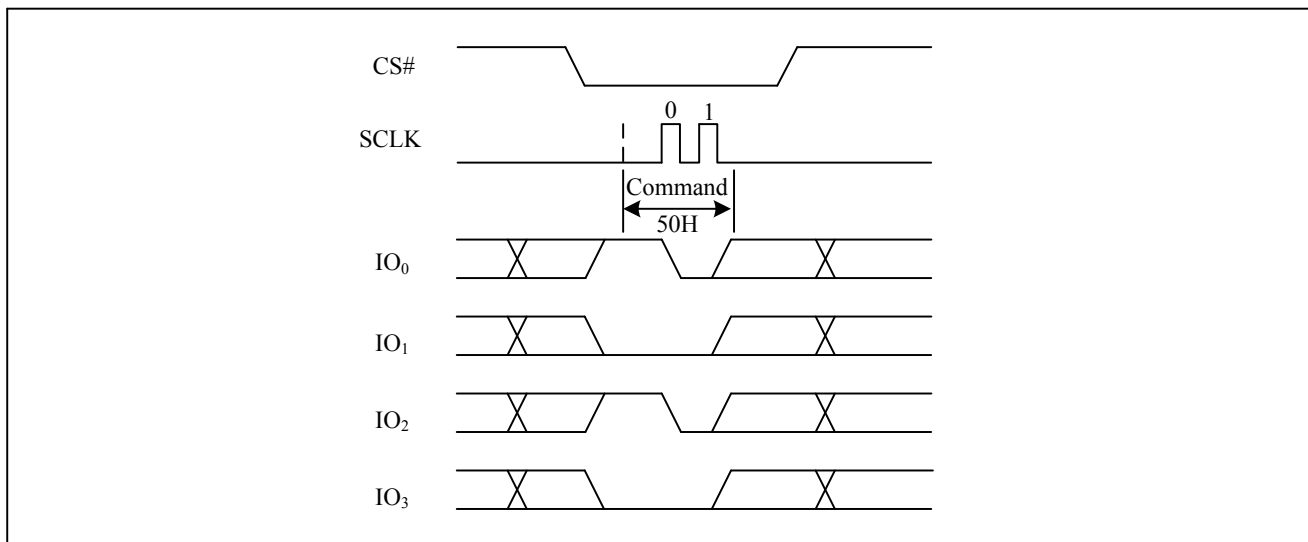 CS#
0 1
SCLK
Command
50H
IO₀
IO₁
IO₂
IO₃